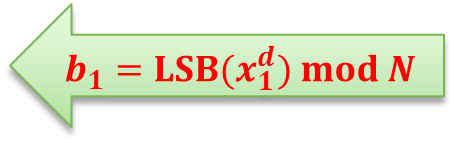 b₁ = LSB(x₁ᵈ) mod N